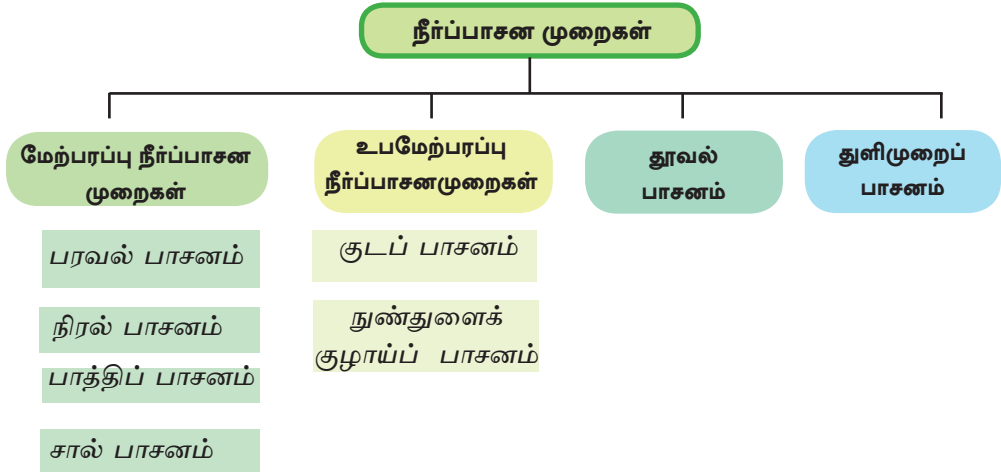 நீர்ப்பாசன முறைகள்
மேற்பரப்பு நீர்ப்பாசன
முறைகள்
பரவல் பாசனம்
நிரல் பாசனம்
பாத்திப் பாசனம்
சால் பாசனம்
உபமேற்பரப்பு
நீர்ப்பாசனமுறைகள்
குடப் பாசனம்
நுண்துளைக்
குழாய்ப் பாசனம்
தூவல்
பாசனம்
துளிமுறைப்
பாசனம்